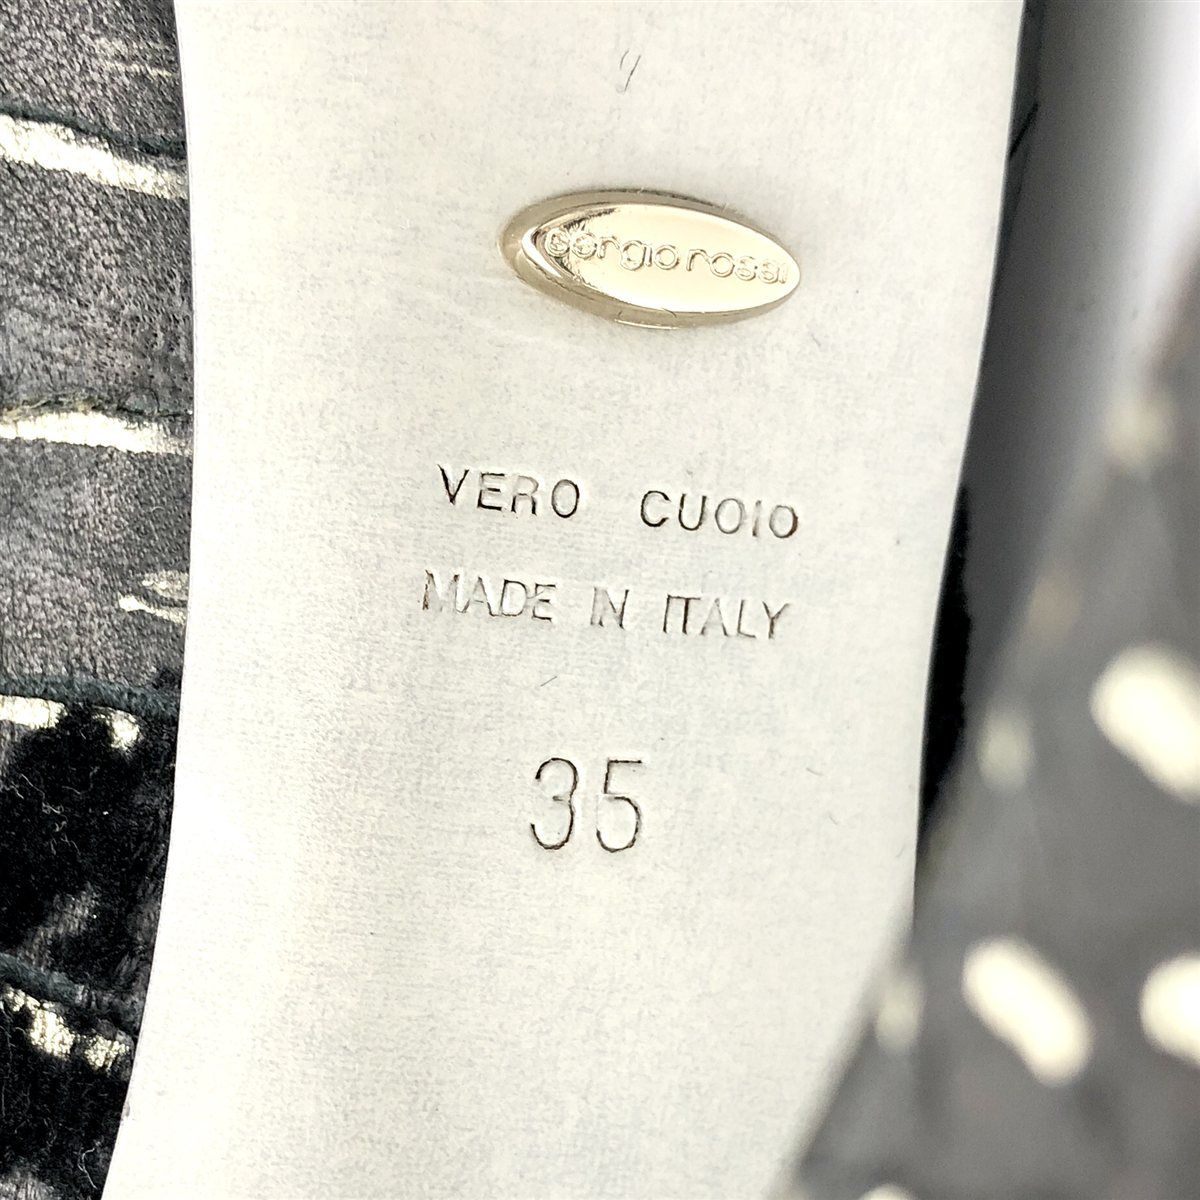 sergio rossi
VERO CUOIO
MADE IN ITALY
35